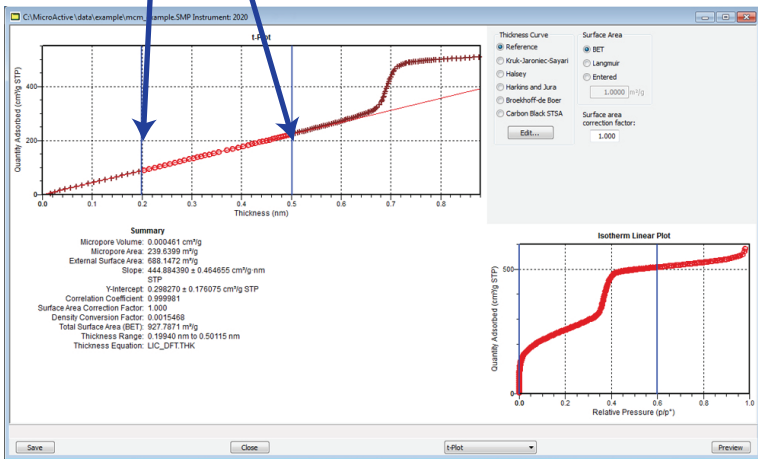 C:\MicroActive\data\example\mcm_example.SMP Instrument: 2020
t-Plot
Quantity Adsorbed (cm³/g STP)
400
200
0
0.0 0.1 0.2 0.3 0.4 0.5 0.6 0.7 0.8
Thickness (nm)
Thickness Curve
Reference
Kruk-Jaroniec-Sayari
Halsey
Harkins and Jura
Broekhoff-de Boer
Carbon Black STSA
Edit...
Surface Area
BET
Langmuir
Entered
1.0000 m²/g
Surface area
correction factor:
1.000
Summary
Micropore Volume: 0.000461 cm³/g
Micropore Area: 239.6399 m²/g
External Surface Area: 688.1472 m²/g
Slope: 444.884390 ± 0.464655 cm³/g·nm
STP
Y-Intercept: 0.298270 ± 0.176075 cm³/g STP
Correlation Coefficient: 0.999981
Surface Area Correction Factor: 1.000
Density Conversion Factor: 0.0015468
Total Surface Area (BET): 927.7871 m²/g
Thickness Range: 0.19940 nm to 0.50115 nm
Thickness Equation: LIC_DFT.THK
Isotherm Linear Plot
Quantity Adsorbed (cm³/g STP)
500
0
0.0 0.2 0.4 0.6 0.8 1.0
Relative Pressure (p/p°)
Save
Close
t-Plot
Preview